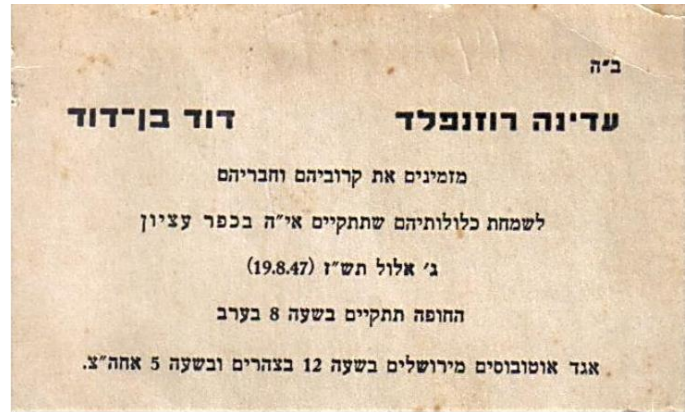 ב״ה
עדינה רוזנפלד דוד בן־דוד
מזמינים את קרוביהם וחבריהם
לשמחת כלולותיהם שתתקיים אי״ה בכפר עציון
ג׳ אלול תש״ז (19.8.47)
החופה תתקיים בשעה 8 בערב
אגד אוטובוסים מירושלים בשעה 12 בצהרים ובשעה 5 אחה״צ.